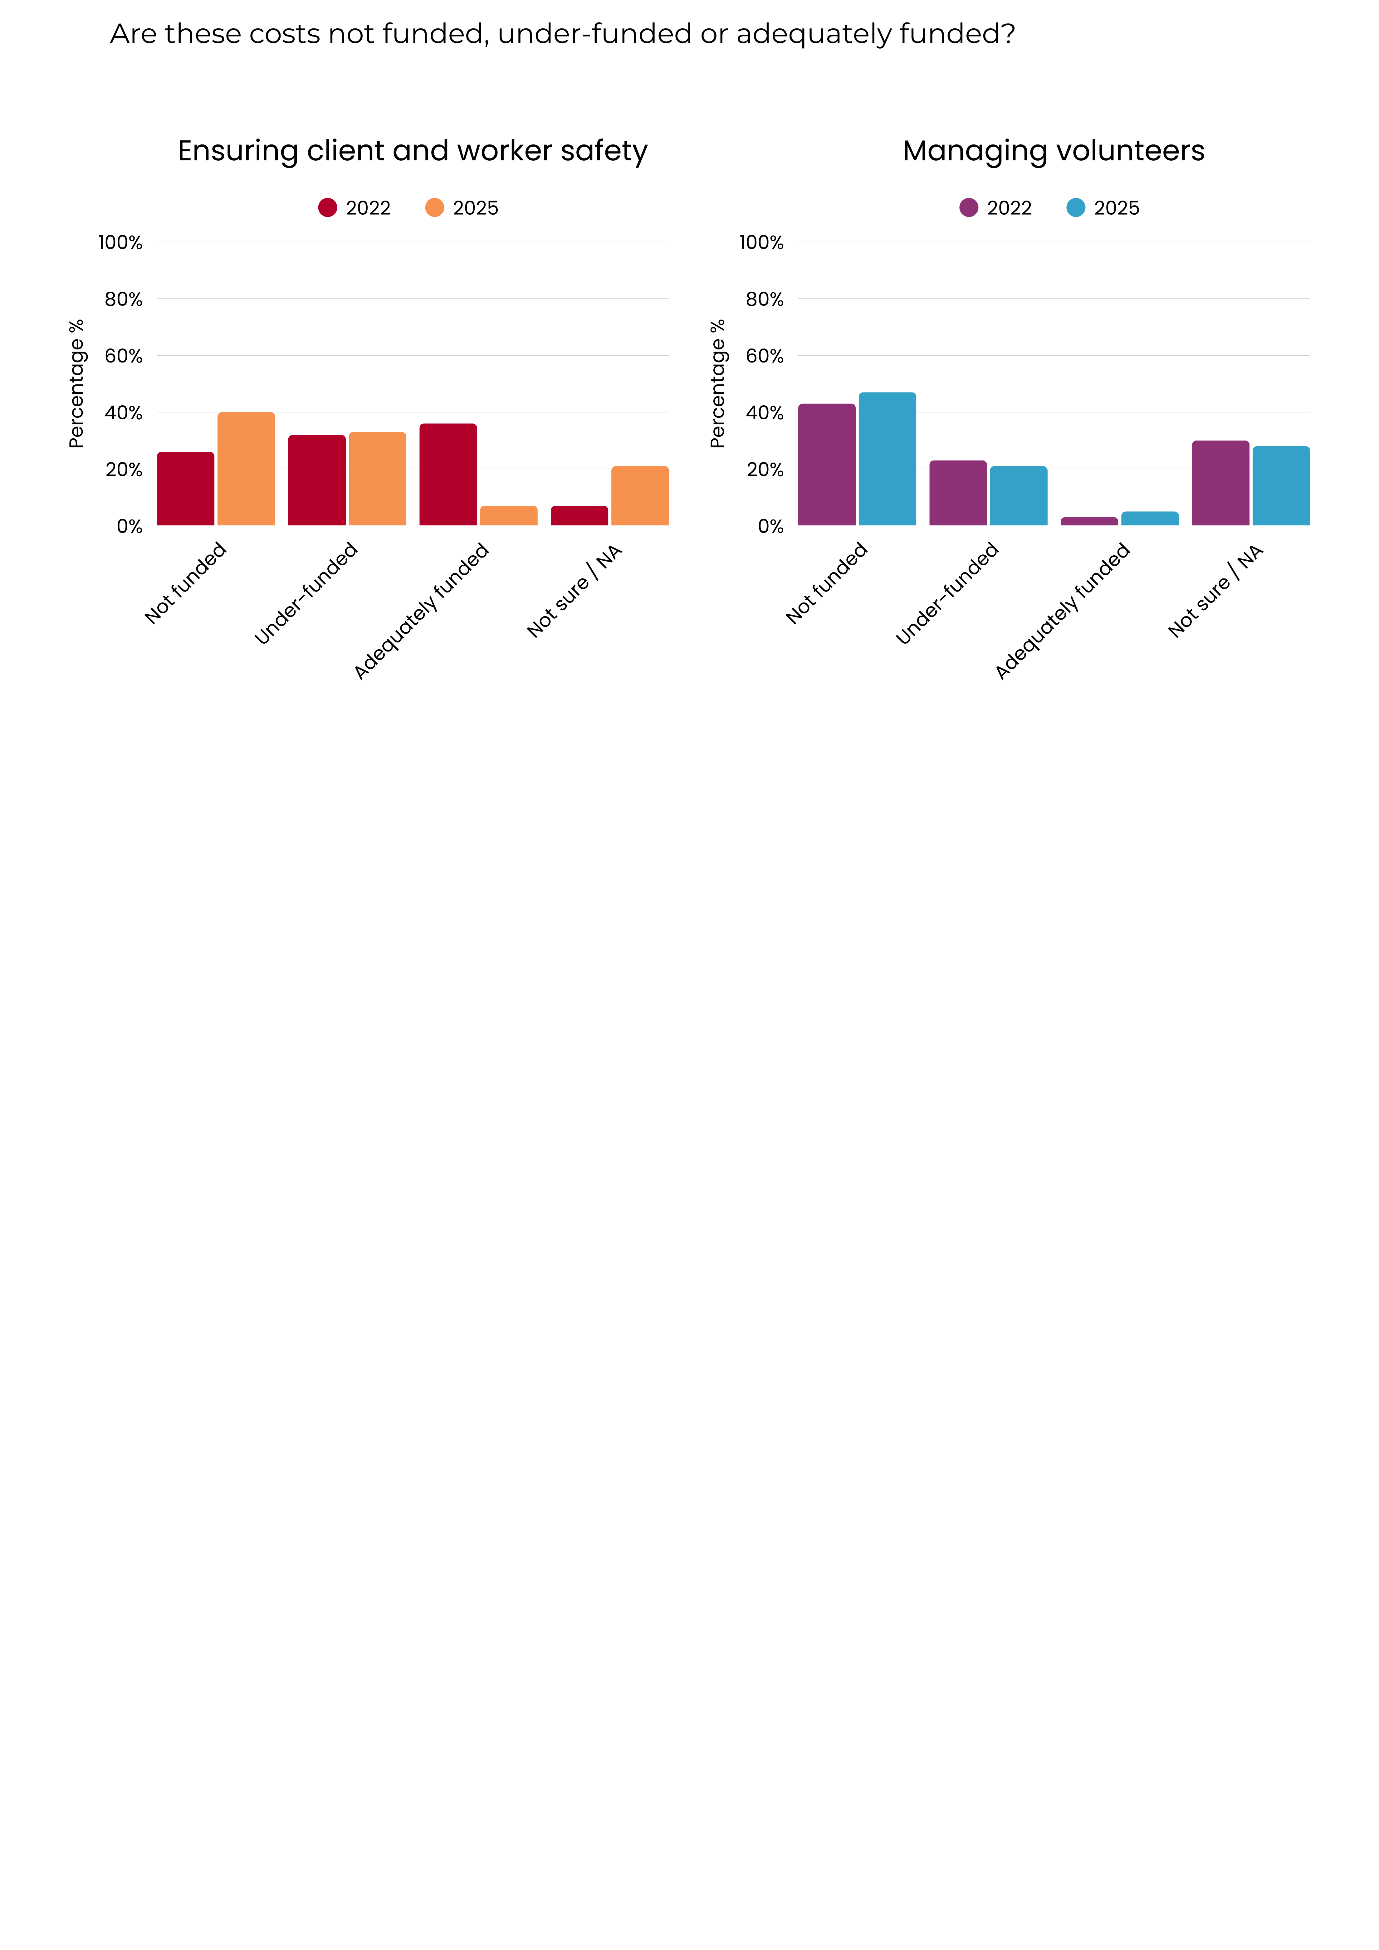 Are these costs not funded, under-funded or adequately funded?
Ensuring client and worker safety
2022 2025
100%
80%
60%
40%
20%
0%
Percentage %
Not funded
Under-funded
Adequately funded
Not sure / NA
Managing volunteers
2022 2025
100%
80%
60%
40%
20%
0%
Percentage %
Not funded
Under-funded
Adequately funded
Not sure / NA